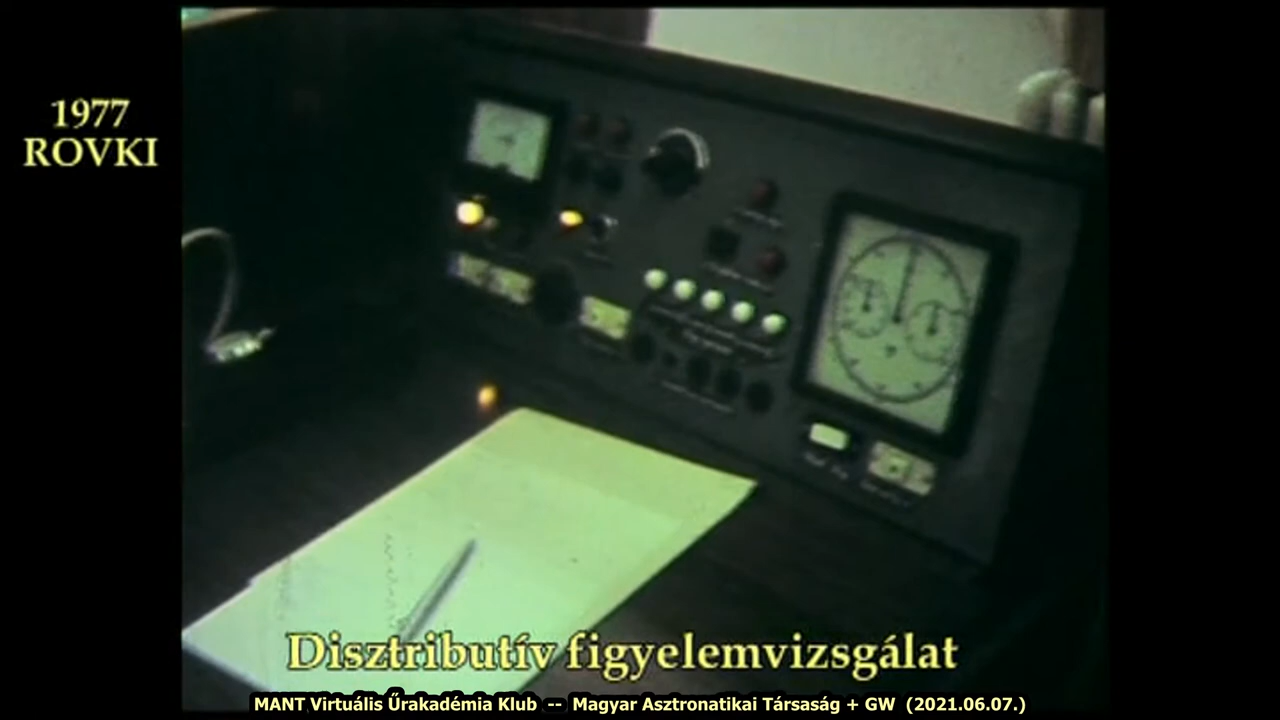 1977
ROVKI
Disztributív figyelemvizsgálat
MANT Virtuális Űrakadémia Klub -- Magyar Asztronatikai Társaság + GW (2021.06.07.)